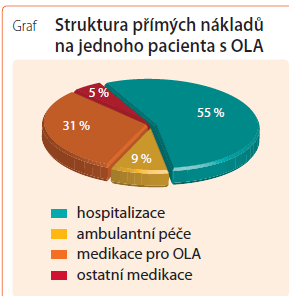 Graf Struktura přímých nákladů
na jednoho pacienta s OLA
5 %
55 %
31 %
9 %
hospitalizace
ambulantní péče
medikace pro OLA
ostatní medikace